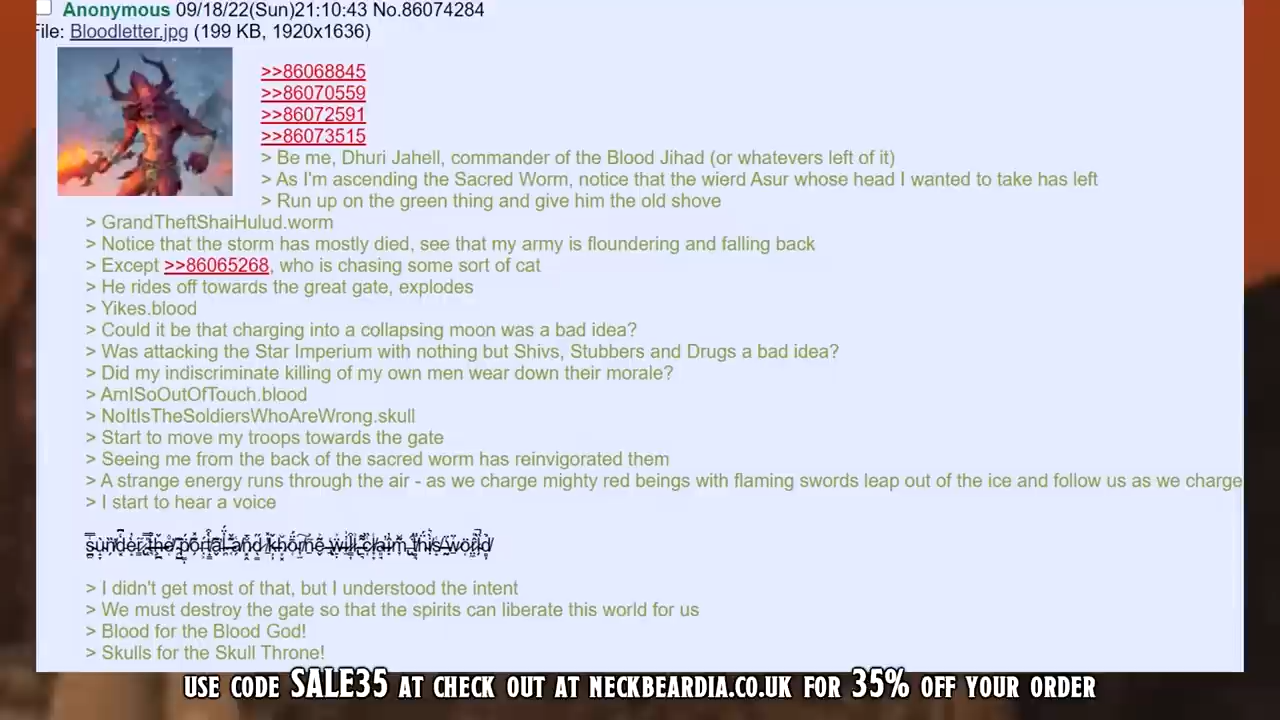 Anonymous 09/18/22(Sun)21:10:43 No.86074284
File: Bloodletter.jpg (199 KB, 1920x1636)
>>86068845
>>86070559
>>86072591
>>86073515
> Be me, Dhuri Jahell, commander of the Blood Jihad (or whatevers left of it)
> As I'm ascending the Sacred Worm, notice that the wierd Asur whose head I wanted to take has left
> Run up on the green thing and give him the old shove
> GrandTheftShaiHulud.worm
> Notice that the storm has mostly died, see that my army is floundering and falling back
> Except >>86065268, who is chasing some sort of cat
> He rides off towards the great gate, explodes
> Yikes.blood
> Could it be that charging into a collapsing moon was a bad idea?
> Was attacking the Star Imperium with nothing but Shivs, Stubbers and Drugs a bad idea?
> Did my indiscriminate killing of my own men wear down their morale?
> AmISoOutOfTouch.blood
> NoItIsTheSoldiersWhoAreWrong.skull
> Start to move my troops towards the gate
> Seeing me from the back of the sacred worm has reinvigorated them
> A strange energy runs through the air - as we charge mighty red beings with flaming swords leap out of the ice and follow us as we charge
> I start to hear a voice
sunder the portal and khorne will claim this world
> I didn't get most of that, but I understood the intent
> We must destroy the gate so that the spirits can liberate this world for us
> Blood for the Blood God!
> Skulls for the Skull Throne!
USE CODE SALE35 AT CHECK OUT AT NECKBEARDIA.CO.UK FOR 35% OFF YOUR ORDER